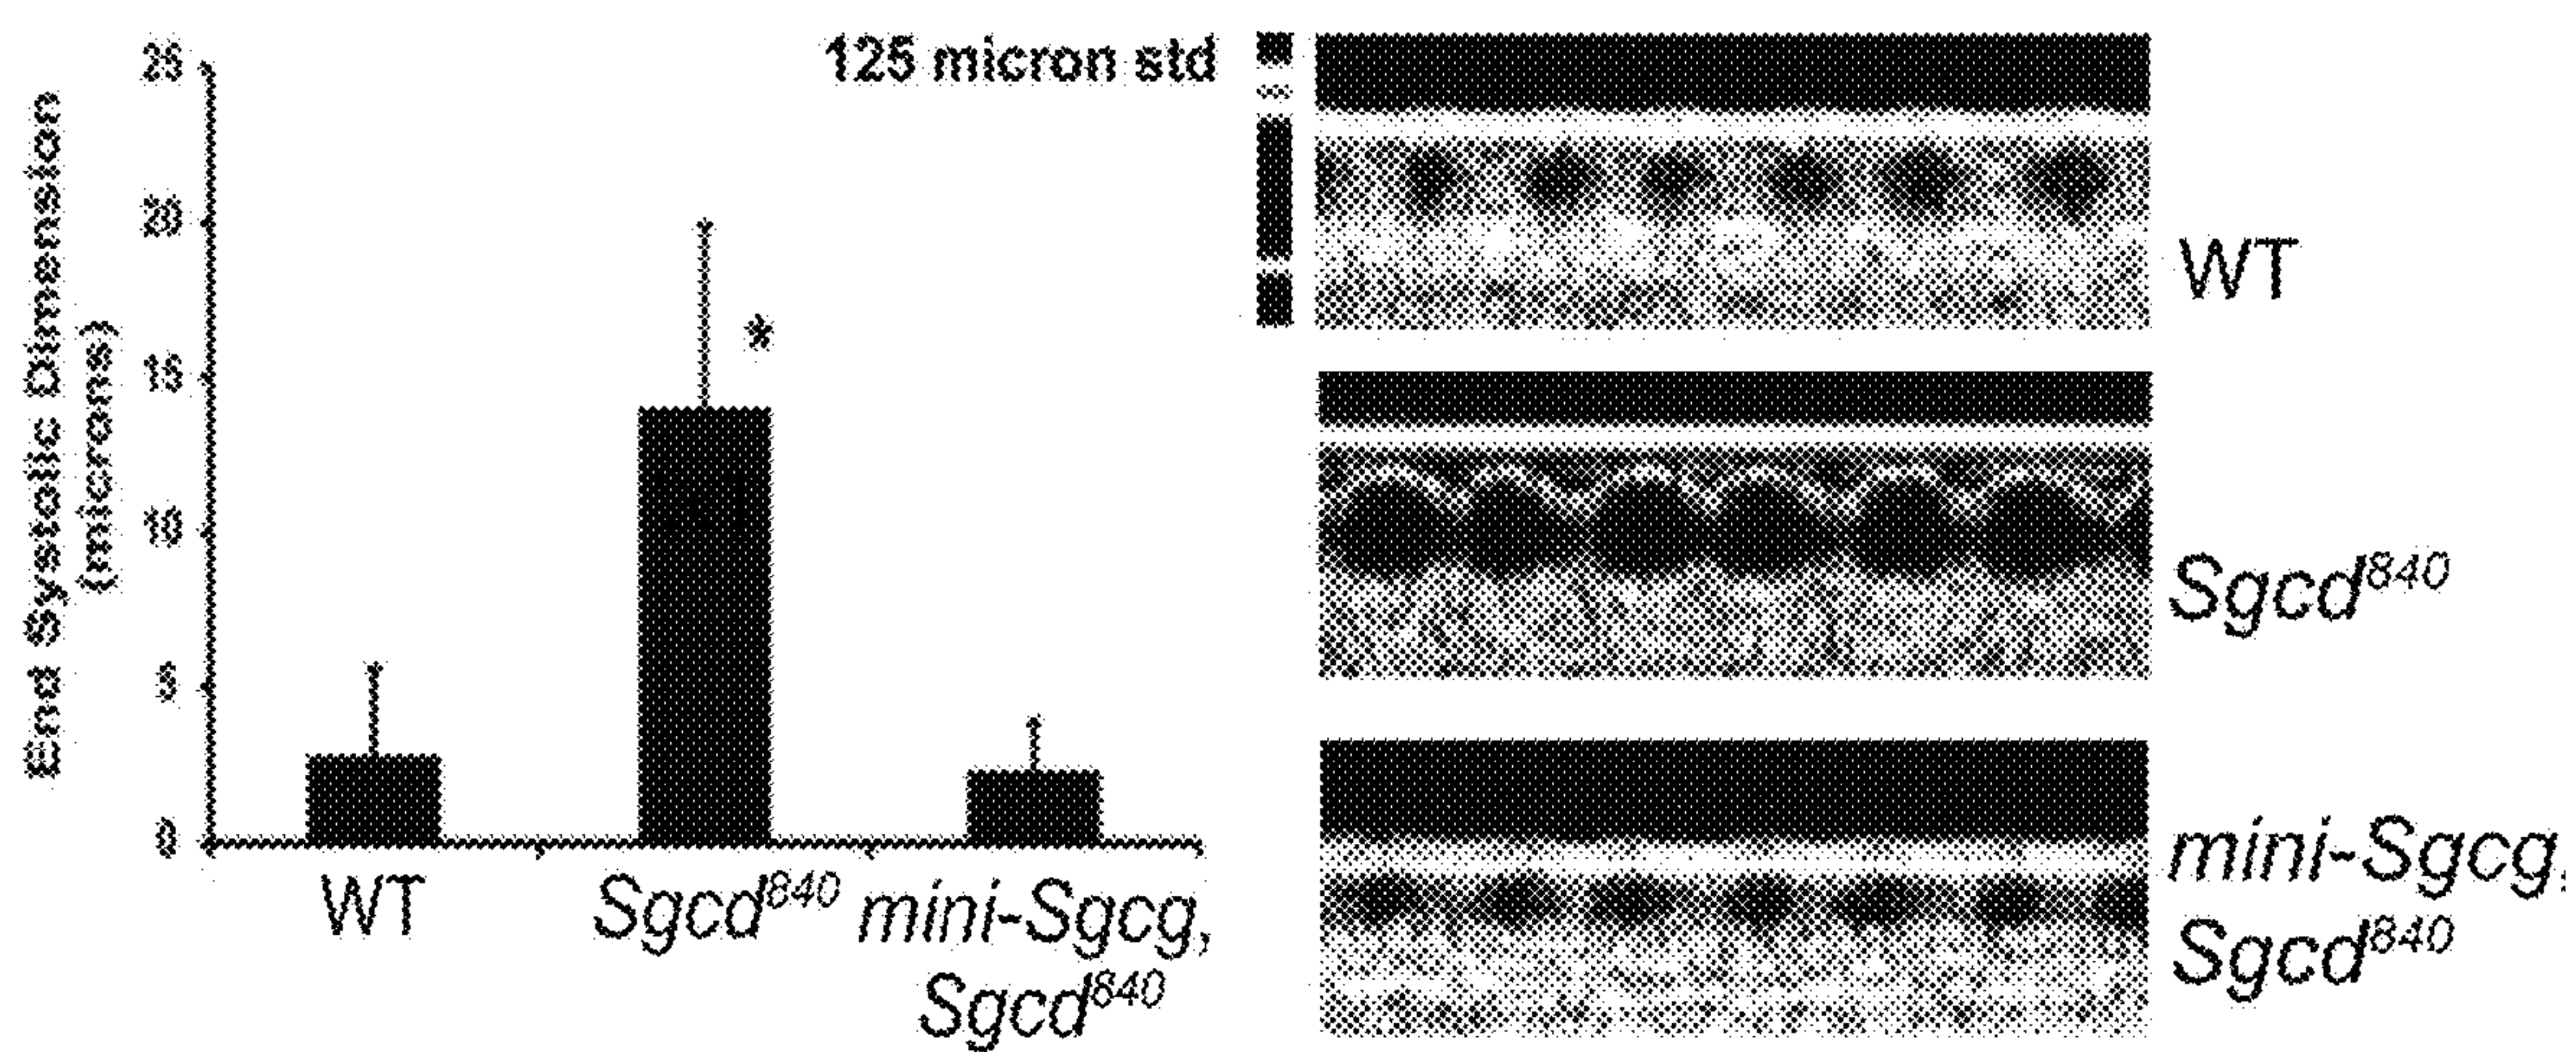 End Systolic Dimension
(microns)
25
20
15
10
5
0
*
WT
Sgcd⁸⁴⁰
mini-Sgcg,
Sgcd⁸⁴⁰
125 micron std
WT
Sgcd⁸⁴⁰
mini-Sgcg,
Sgcd⁸⁴⁰